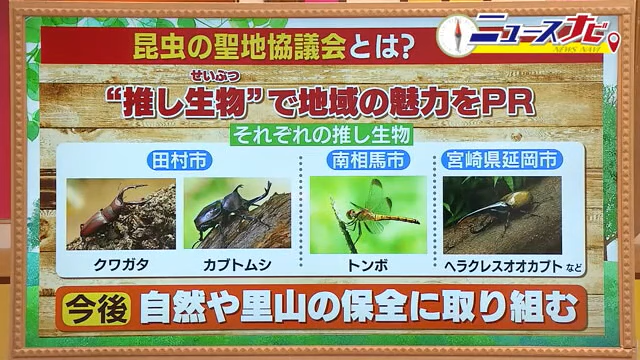 昆虫の聖地協議会とは?
ニュースナビ
NEWS NAVI
せいぶつ
“推し生物”で地域の魅力をPR
それぞれの推し生物
田村市
南相馬市
宮崎県延岡市
クワガタ
カブトムシ
トンボ
ヘラクレスオオカブト など
今後 自然や里山の保全に取り組む